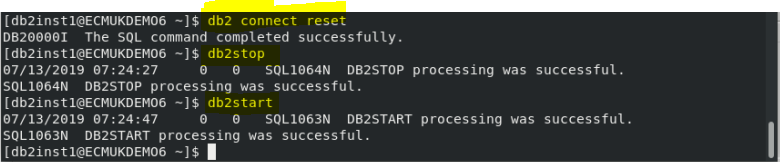 [db2inst1@ECMUKDEMO6 ~]$ db2 connect reset
DB20000I  The SQL command completed successfully.
[db2inst1@ECMUKDEMO6 ~]$ db2stop
07/13/2019 07:24:27     0   0   SQL1064N  DB2STOP processing was successful.
SQL1064N  DB2STOP processing was successful.
[db2inst1@ECMUKDEMO6 ~]$ db2start
07/13/2019 07:24:47     0   0   SQL1063N  DB2START processing was successful.
SQL1063N  DB2START processing was successful.
[db2inst1@ECMUKDEMO6 ~]$